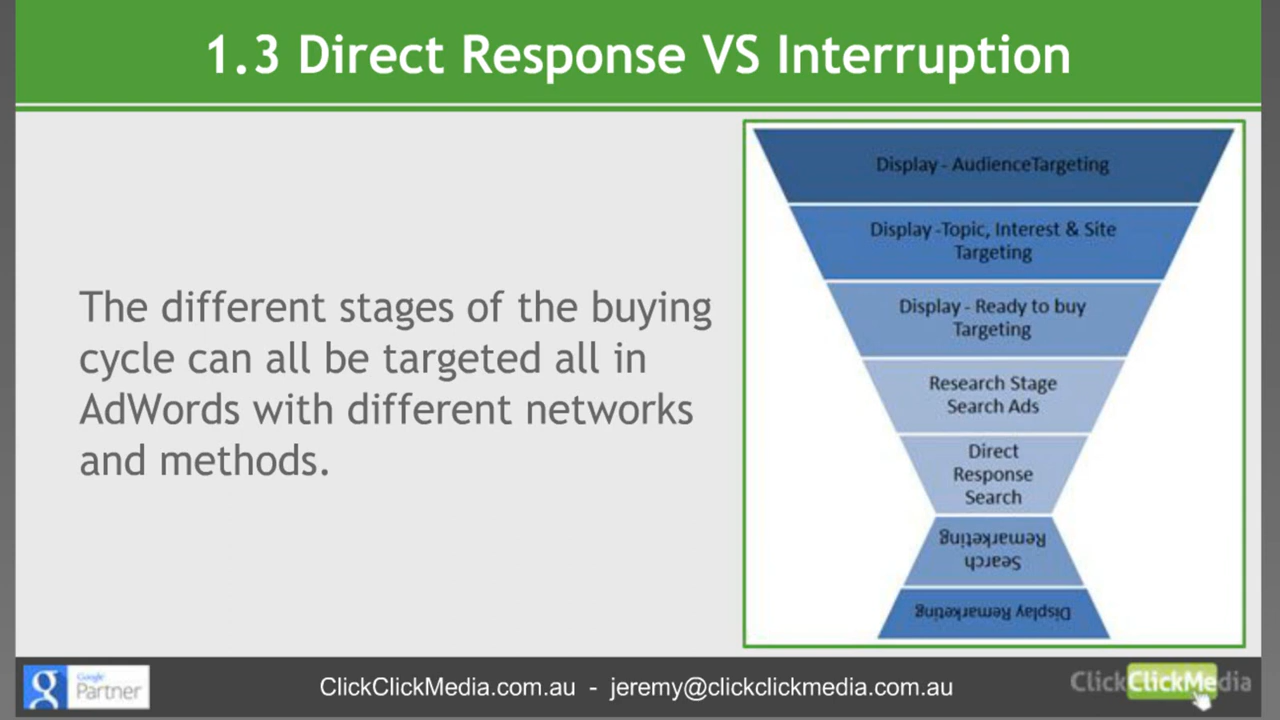 1.3 Direct Response VS Interruption
The different stages of the buying
cycle can all be targeted all in
AdWords with different networks
and methods.
Display - AudienceTargeting
Display -Topic, Interest & Site
Targeting
Display - Ready to buy
Targeting
Research Stage
Search Ads
Direct
Response
Search
Search
Remarketing
Display Remarketing
g
Google
Partner
ClickClickMedia.com.au - jeremy@clickclickmedia.com.au
ClickClickMedia